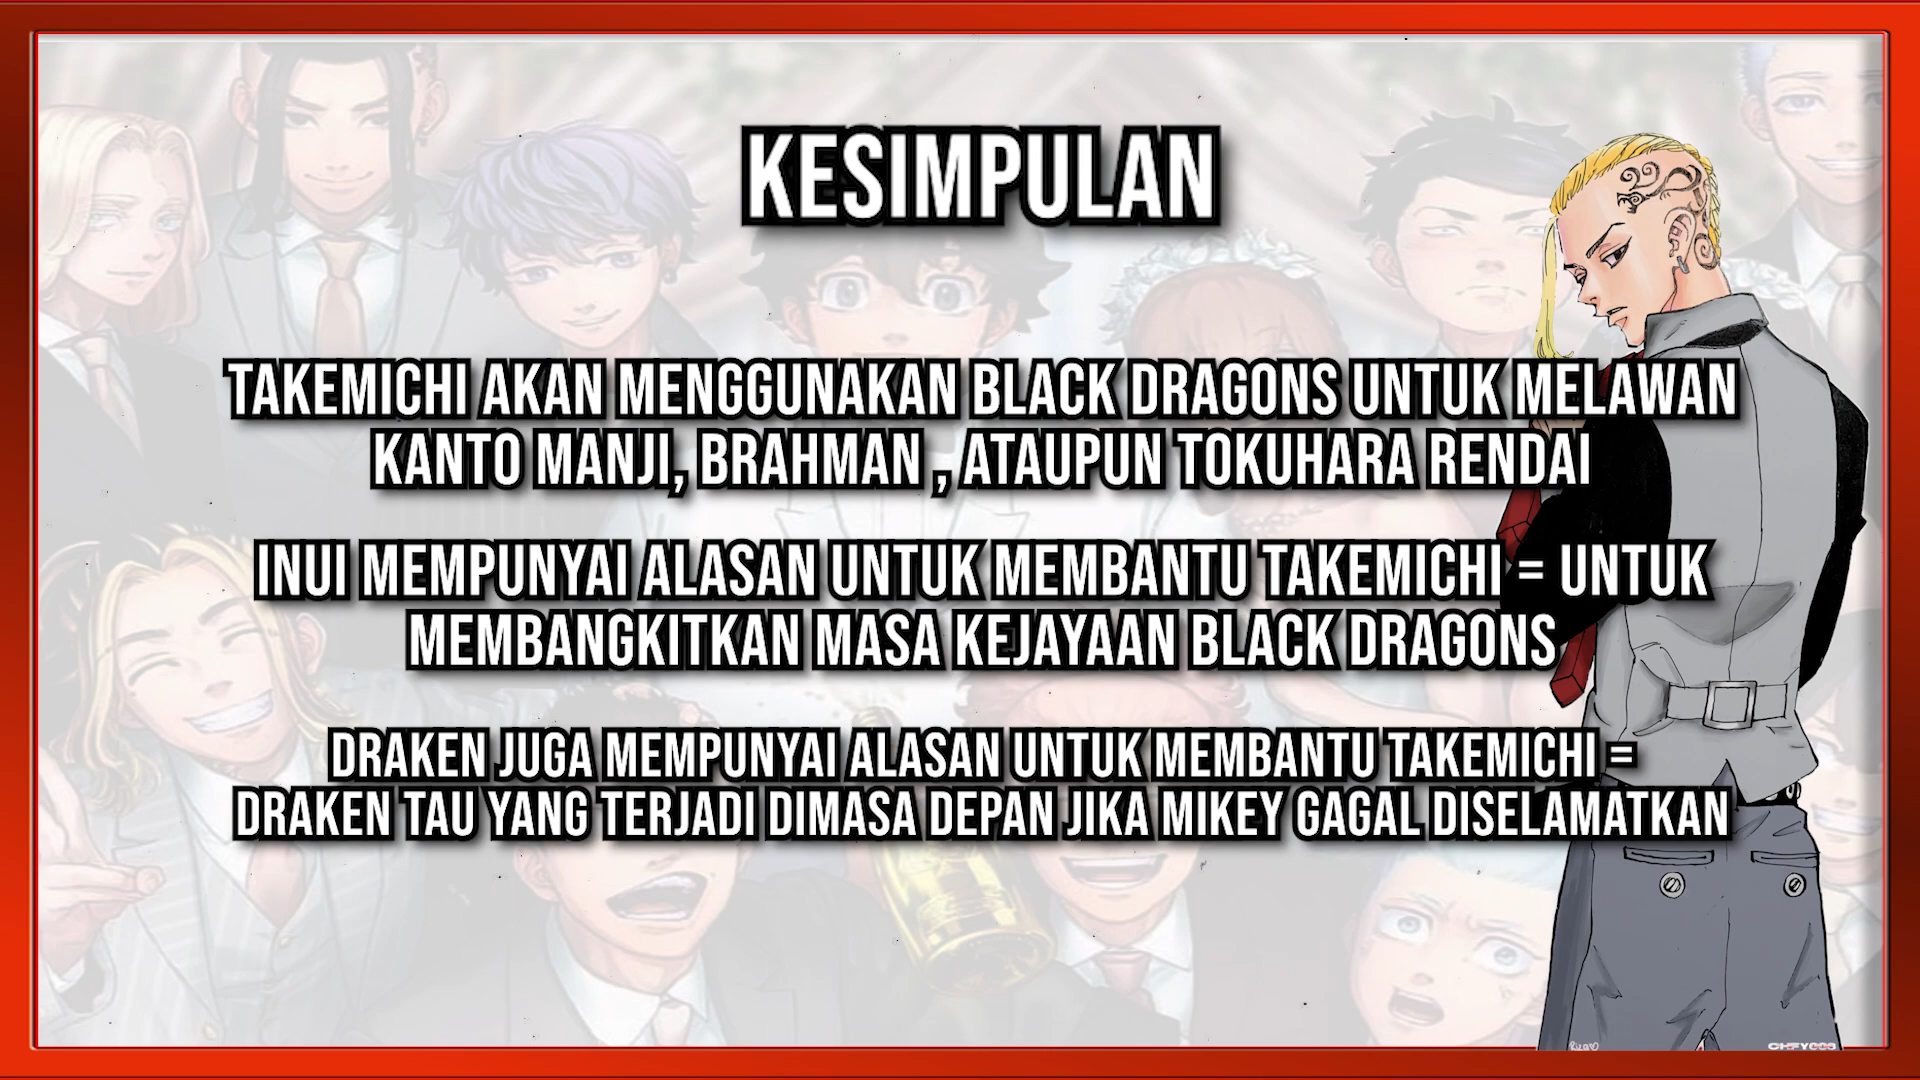 KESIMPULAN
TAKEMICHI AKAN MENGGUNAKAN BLACK DRAGONS UNTUK MELAWAN
KANTO MANJI, BRAHMAN , ATAUPUN TOKUHARA RENDAI
INUI MEMPUNYAI ALASAN UNTUK MEMBANTU TAKEMICHI = UNTUK
MEMBANGKITKAN MASA KEJAYAAN BLACK DRAGONS
DRAKEN JUGA MEMPUNYAI ALASAN UNTUK MEMBANTU TAKEMICHI =
DRAKEN TAU YANG TERJADI DIMASA DEPAN JIKA MIKEY GAGAL DISELAMATKAN